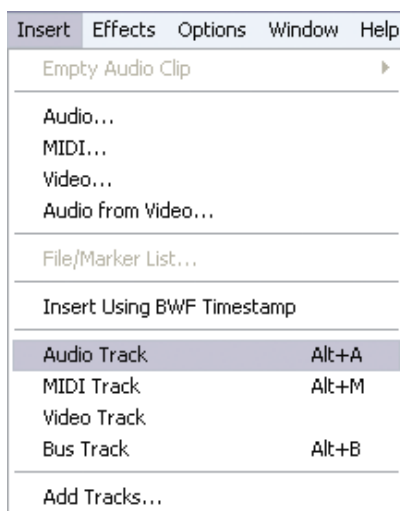 Insert Effects Options Window Help
Empty Audio Clip
Audio...
MIDI...
Video...
Audio from Video...
File/Marker List...
Insert Using BWF Timestamp
Audio Track Alt+A
MIDI Track Alt+M
Video Track
Bus Track Alt+B
Add Tracks...